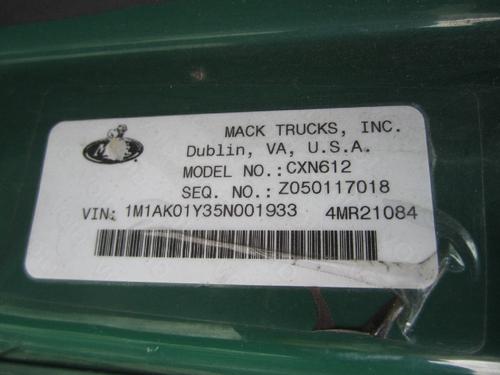 MACK TRUCKS, INC.
Dublin, VA, U.S.A.
MODEL NO.:CXN612
SEQ. NO.:Z050117018
VIN: 1M1AK01Y35N001933 4MR21084